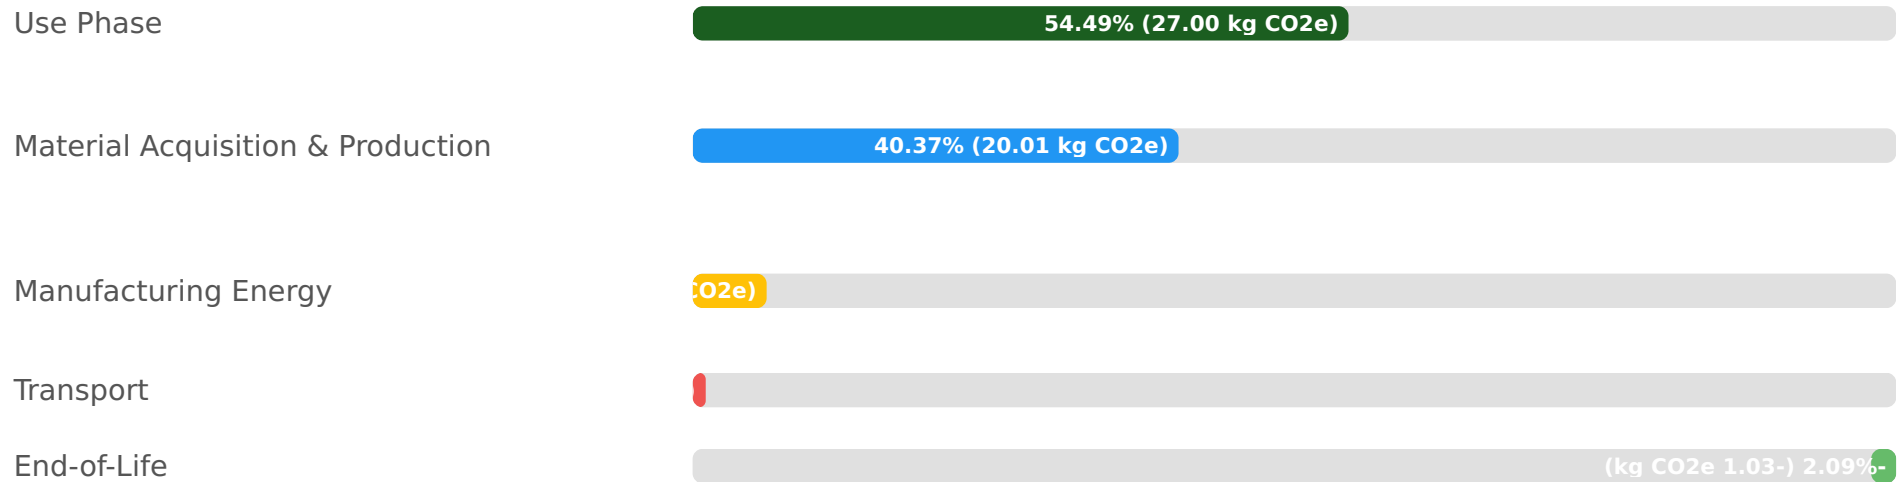 Use Phase
54.49% (27.00 kg CO2e)
Material Acquisition & Production
40.37% (20.01 kg CO2e)
Manufacturing Energy
CO2e)
Transport
End-of-Life
(kg CO2e 1.03-) 2.09%-